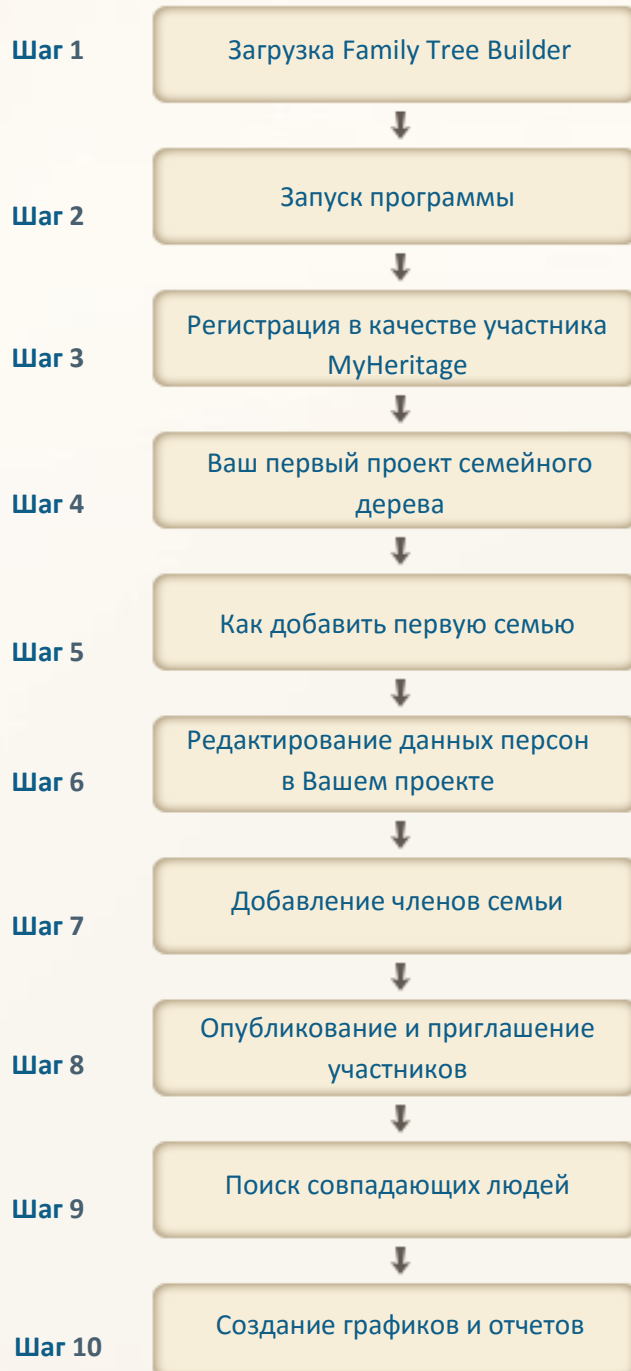 Шаг 1
Загрузка Family Tree Builder
Шаг 2
Запуск программы
Шаг 3
Регистрация в качестве участника
MyHeritage
Шаг 4
Ваш первый проект семейного
дерева
Шаг 5
Как добавить первую семью
Шаг 6
Редактирование данных персон
в Вашем проекте
Шаг 7
Добавление членов семьи
Шаг 8
Опубликование и приглашение
участников
Шаг 9
Поиск совпадающих людей
Шаг 10
Создание графиков и отчетов